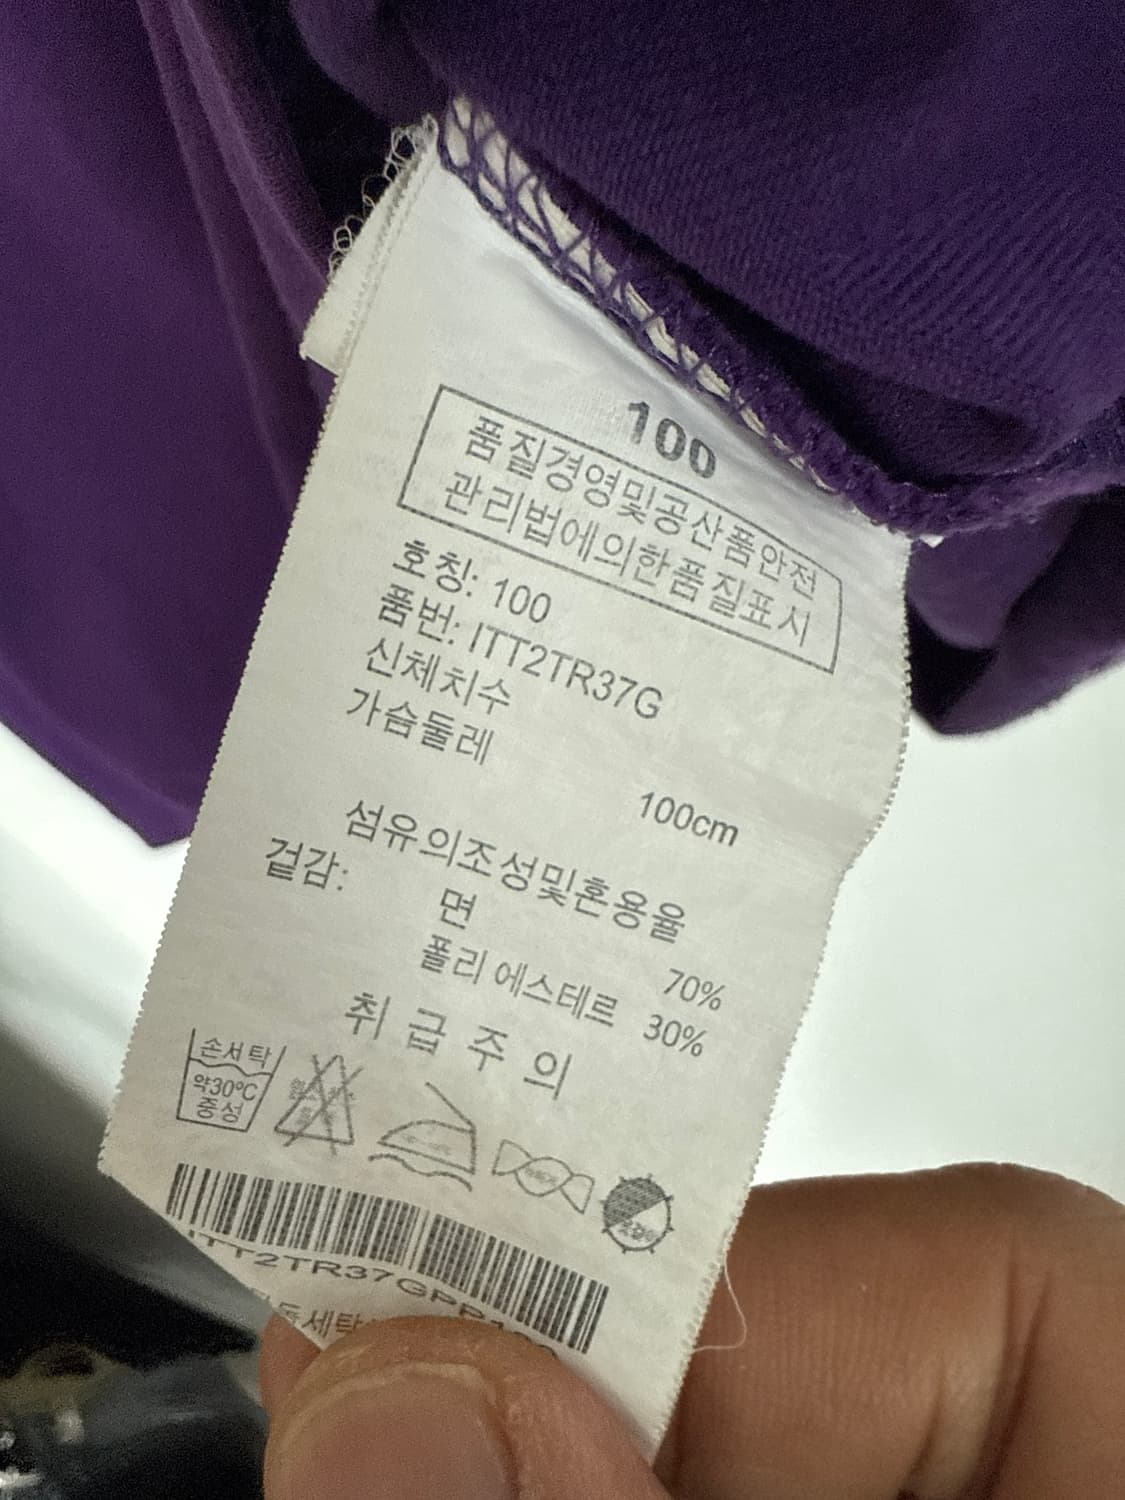 100
품질경영및공산품안전
관리법에의한품질표시
호칭: 100
품번: ITT2TR37G
신체치수
가슴둘레
100cm
섬유의조성및혼용율
겉감:
면 70%
폴리에스테르 30%
취급주의
손서탁
약30℃
중성
ITT2TR37GPP100
세탁